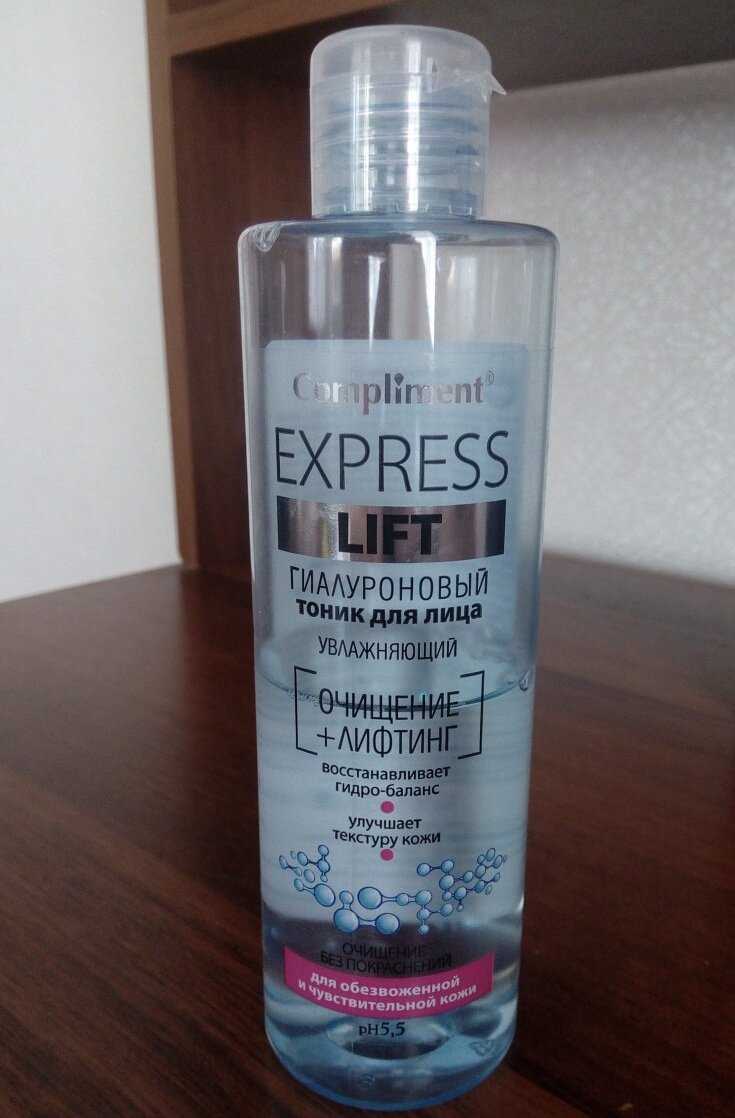 Compliment®
EXPRESS
LIFT
ГИАЛУРОНОВЫЙ
тоник для лица
УВЛАЖНЯЮЩИЙ
ОЧИЩЕНИЕ
+ЛИФТИНГ
восстанавливает
гидро-баланс
улучшает
текстуру кожи
ОЧИЩЕНИЕ
БЕЗ ПОКРАСНЕНИЙ
для обезвоженной
и чувствительной кожи
pH5,5